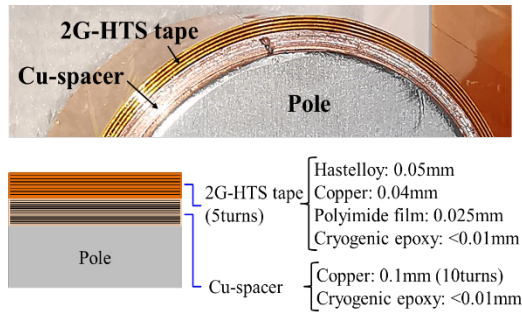 2G-HTS tape
Cu-spacer
Pole
2G-HTS tape
(5turns)
Hastelloy: 0.05mm
Copper: 0.04mm
Polyimide film: 0.025mm
Cryogenic epoxy: <0.01mm
Pole
Cu-spacer
Copper: 0.1mm (10turns)
Cryogenic epoxy: <0.01mm